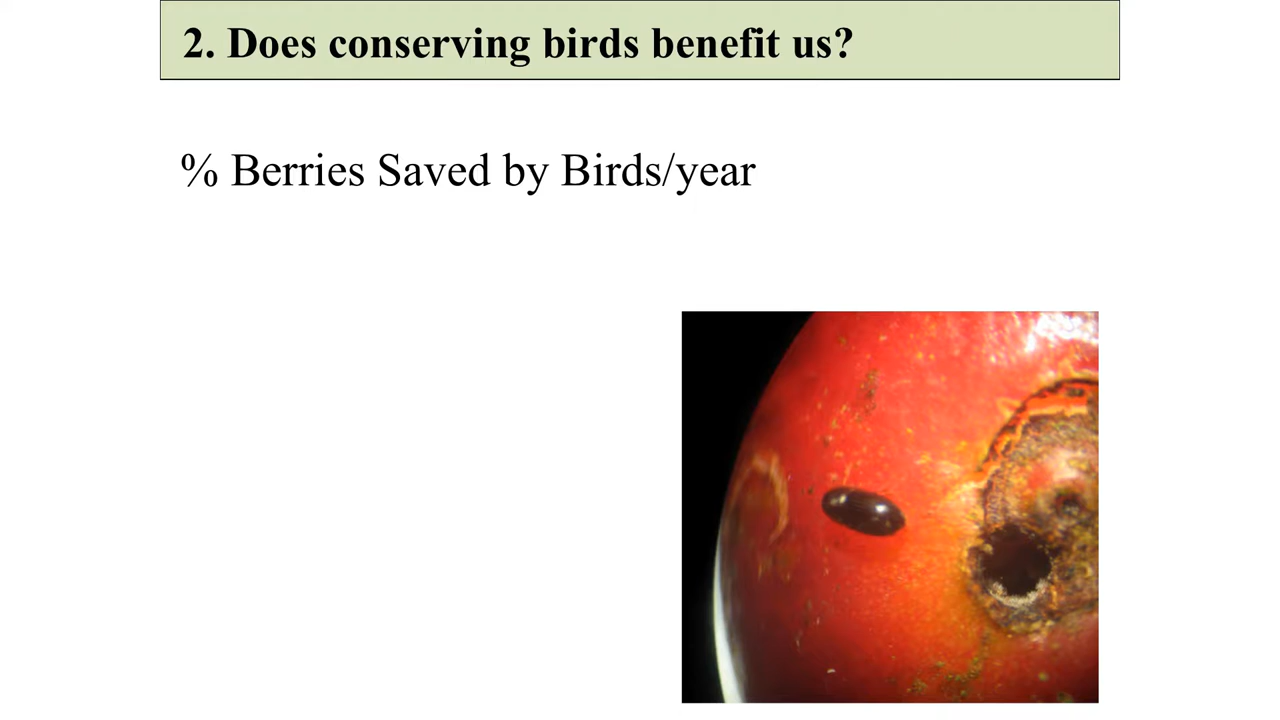 2. Does conserving birds benefit us?
% Berries Saved by Birds/year